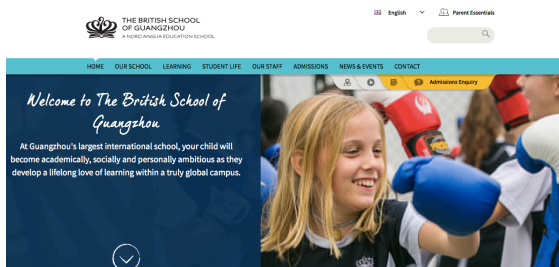 English
Parent Essentials
THE BRITISH SCHOOL
OF GUANGZHOU
A NORD ANGLIA EDUCATION SCHOOL
HOME OUR SCHOOL LEARNING STUDENT LIFE OUR STAFF ADMISSIONS NEWS & EVENTS CONTACT
Admissions Enquiry
Welcome to The British School of
Guangzhou
At Guangzhou's largest international school, your child will
become academically, socially and personally ambitious as they
develop a lifelong love of learning within a truly global campus.